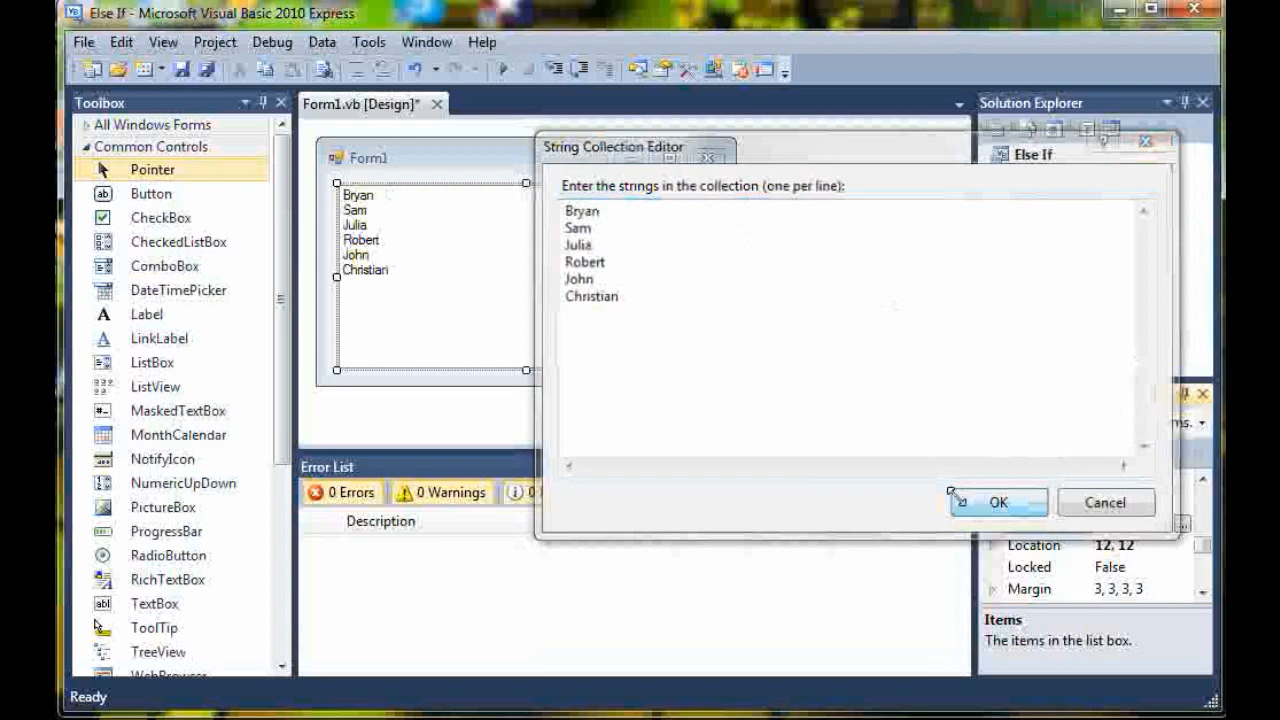 Else If - Microsoft Visual Basic 2010 Express
File Edit View Project Debug Data Tools Window Help
Toolbox
All Windows Forms
Common Controls
Pointer
Button
CheckBox
CheckedListBox
ComboBox
DateTimePicker
Label
LinkLabel
ListBox
ListView
MaskedTextBox
MonthCalendar
NotifyIcon
NumericUpDown
PictureBox
ProgressBar
RadioButton
RichTextBox
TextBox
ToolTip
TreeView
WebBrowser
Form1.vb [Design]*
Form1
Bryan
Sam
Julia
Robert
John
Christian
String Collection Editor
Enter the strings in the collection (one per line):
Bryan
Sam
Julia
Robert
John
Christian
OK Cancel
Error List
0 Errors 0 Warnings 0
Description
Solution Explorer
Else If
ms.
Location 12, 12
Locked False
Margin 3, 3, 3, 3
Items
The items in the list box.
Ready